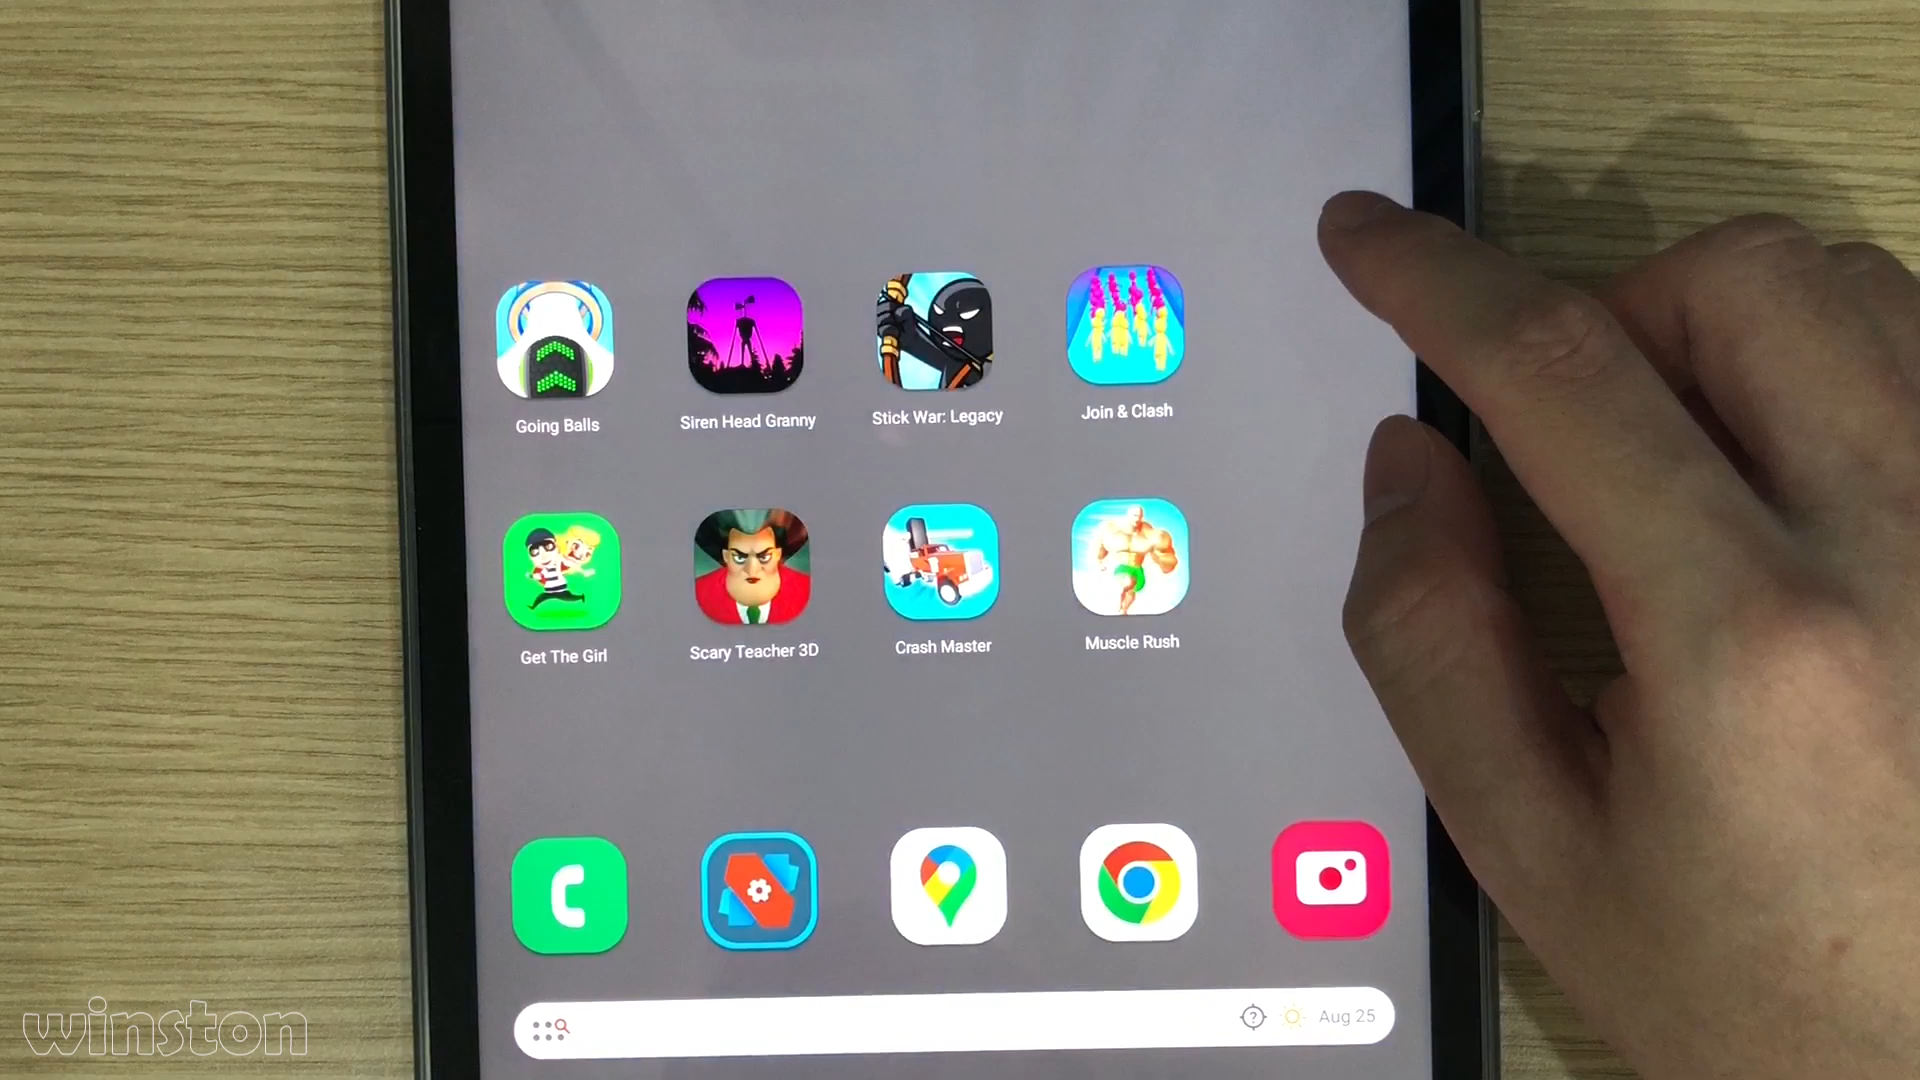 Going Balls
Siren Head Granny
Stick War: Legacy
Join & Clash
Get The Girl
Scary Teacher 3D
Crash Master
Muscle Rush
?
Aug 25
winston